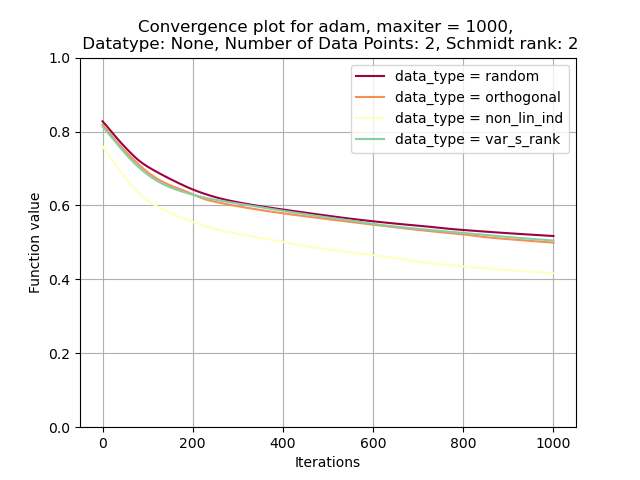 Convergence plot for adam, maxiter = 1000,
Datatype: None, Number of Data Points: 2, Schmidt rank: 2
1.0
0.8
0.6
0.4
0.2
0.0
Function value
data_type = random
data_type = orthogonal
data_type = non_lin_ind
data_type = var_s_rank
0 200 400 600 800 1000
Iterations